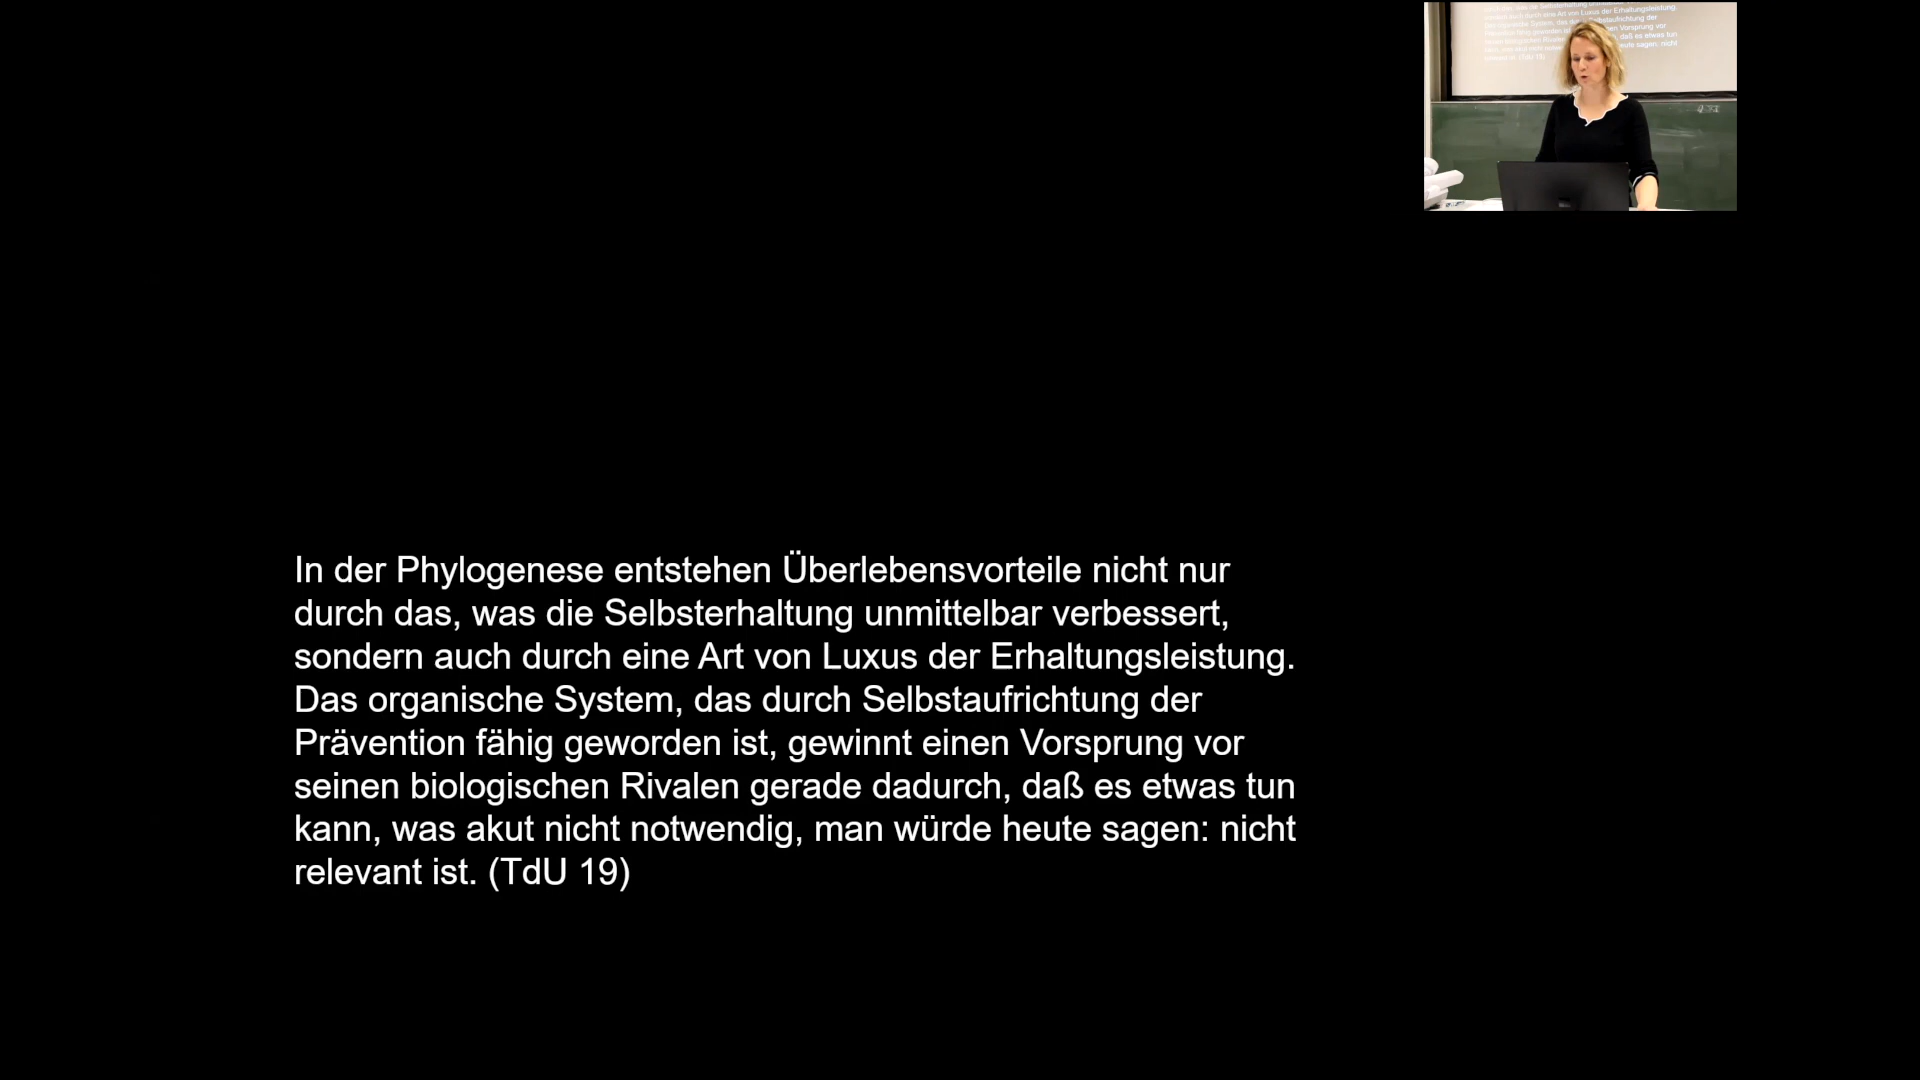 In der Phylogenese entstehen Überlebensvorteile nicht nur
durch das, was die Selbsterhaltung unmittelbar verbessert,
sondern auch durch eine Art von Luxus der Erhaltungsleistung.
Das organische System, das durch Selbstaufrichtung der
Prävention fähig geworden ist, gewinnt einen Vorsprung vor
seinen biologischen Rivalen gerade dadurch, daß es etwas tun
kann, was akut nicht notwendig, man würde heute sagen: nicht
relevant ist. (TdU 19)